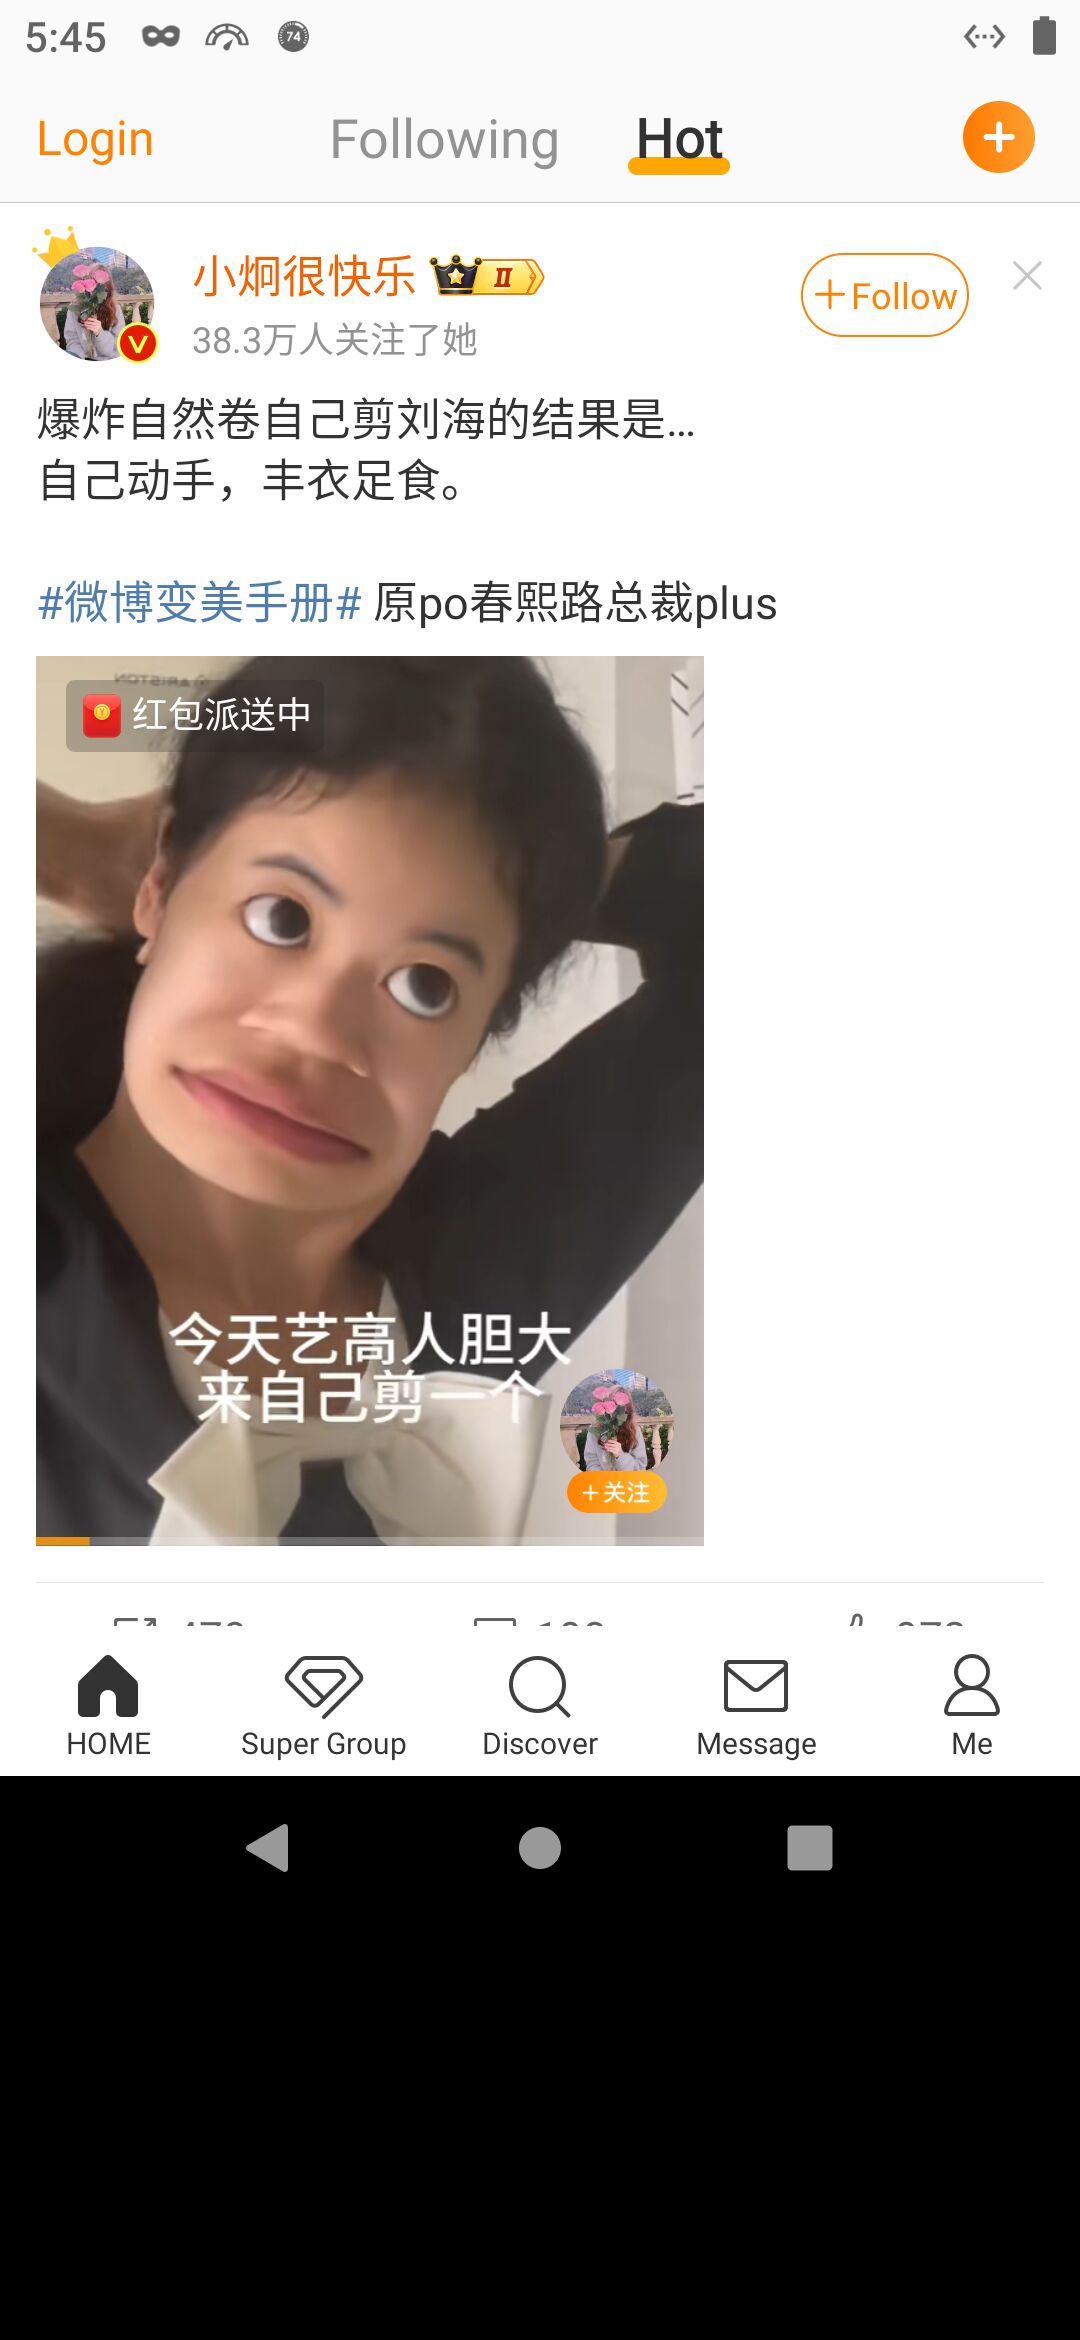 5:45
74
Login
Following
Hot
小炯很快乐
II
+Follow
38.3万人关注了她
爆炸自然卷自己剪刘海的结果是...
自己动手，丰衣足食。
#微博变美手册# 原po春熙路总裁plus
ARISTON
红包派送中
今天艺高人胆大
来自己剪一个
+关注
HOME
Super Group
Discover
Message
Me